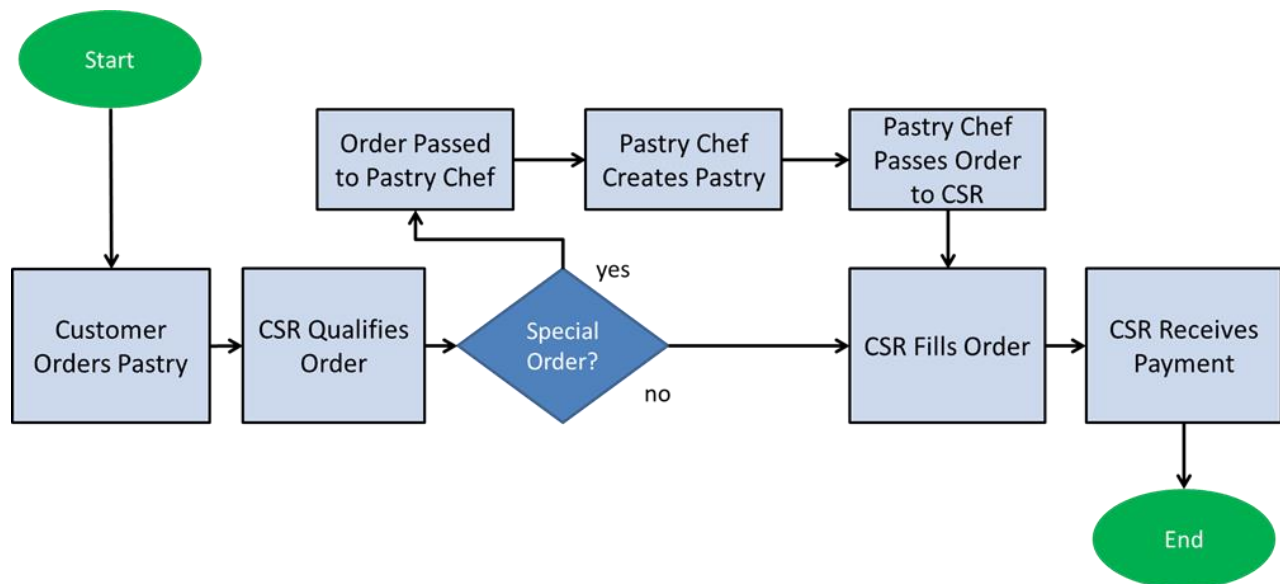 Start
Customer
Orders Pastry
CSR Qualifies
Order
Special
Order?
yes
Order Passed
to Pastry Chef
Pastry Chef
Creates Pastry
Pastry Chef
Passes Order
to CSR
no
CSR Fills Order
CSR Receives
Payment
End